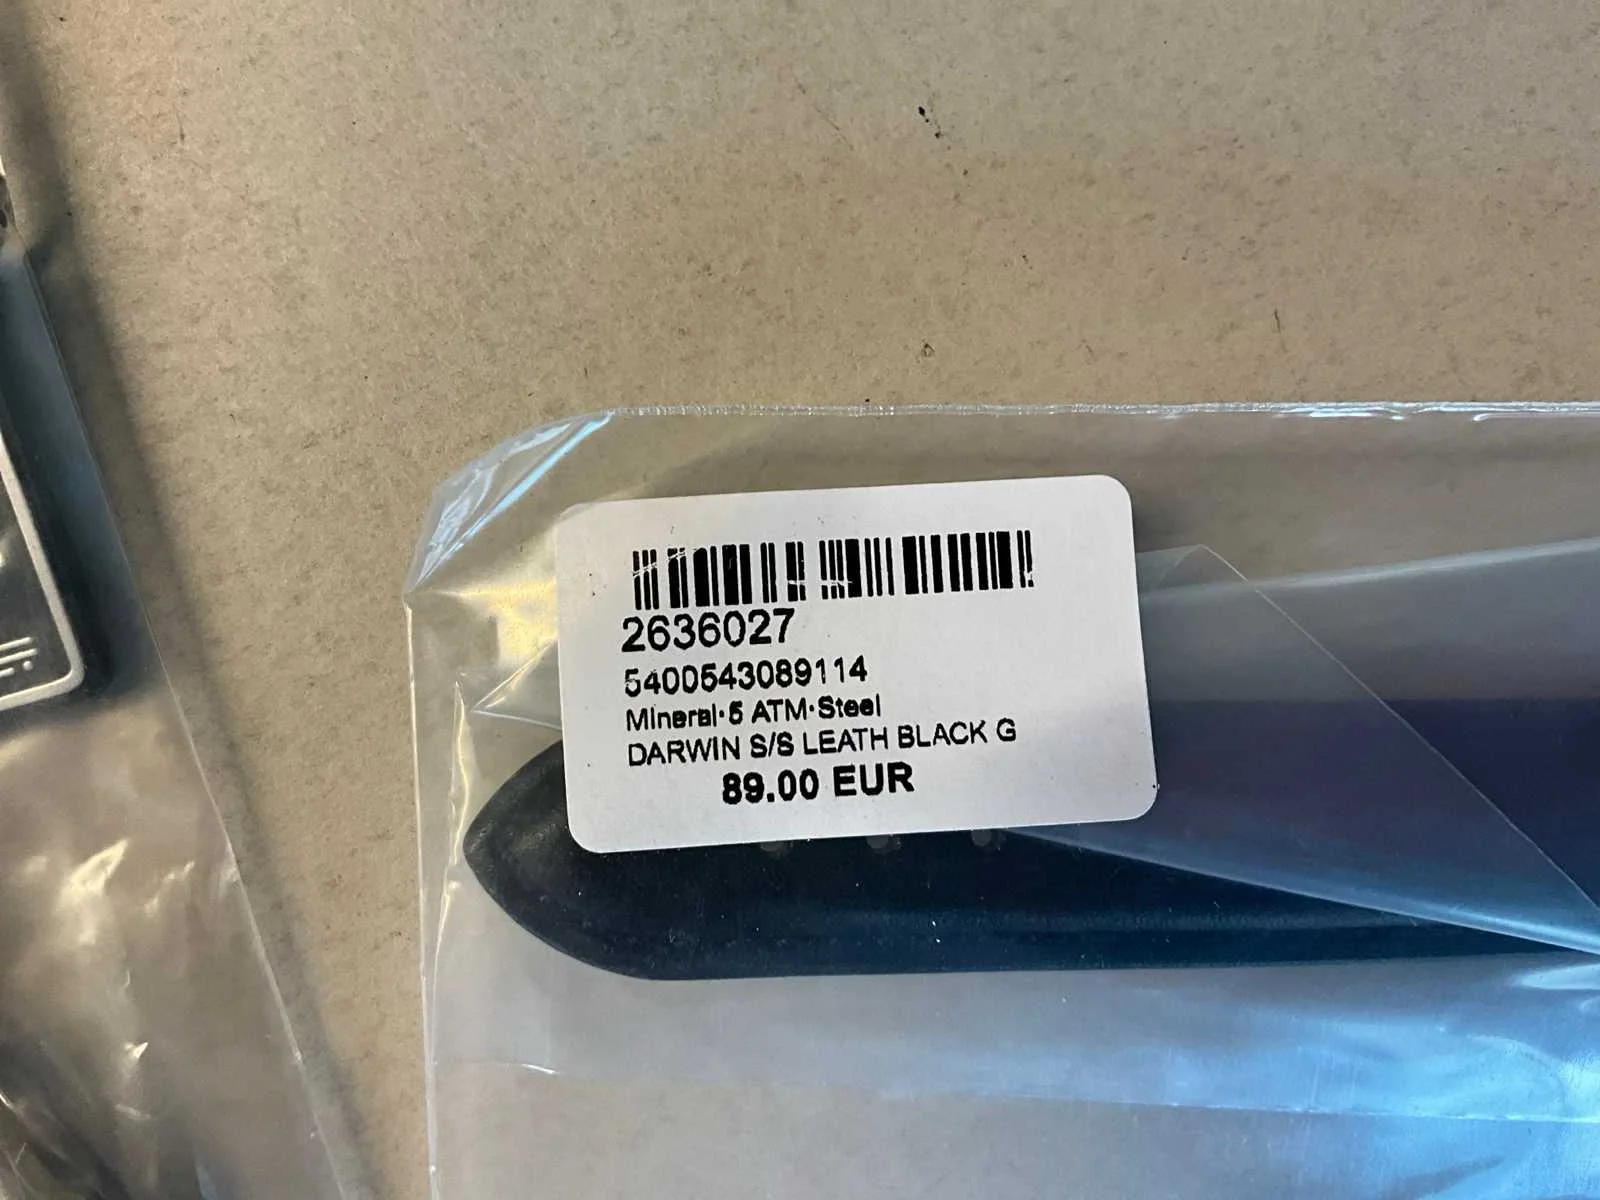 2636027
5400543089114
Mineral·5 ATM·Steel
DARWIN S/S LEATH BLACK G
89.00 EUR